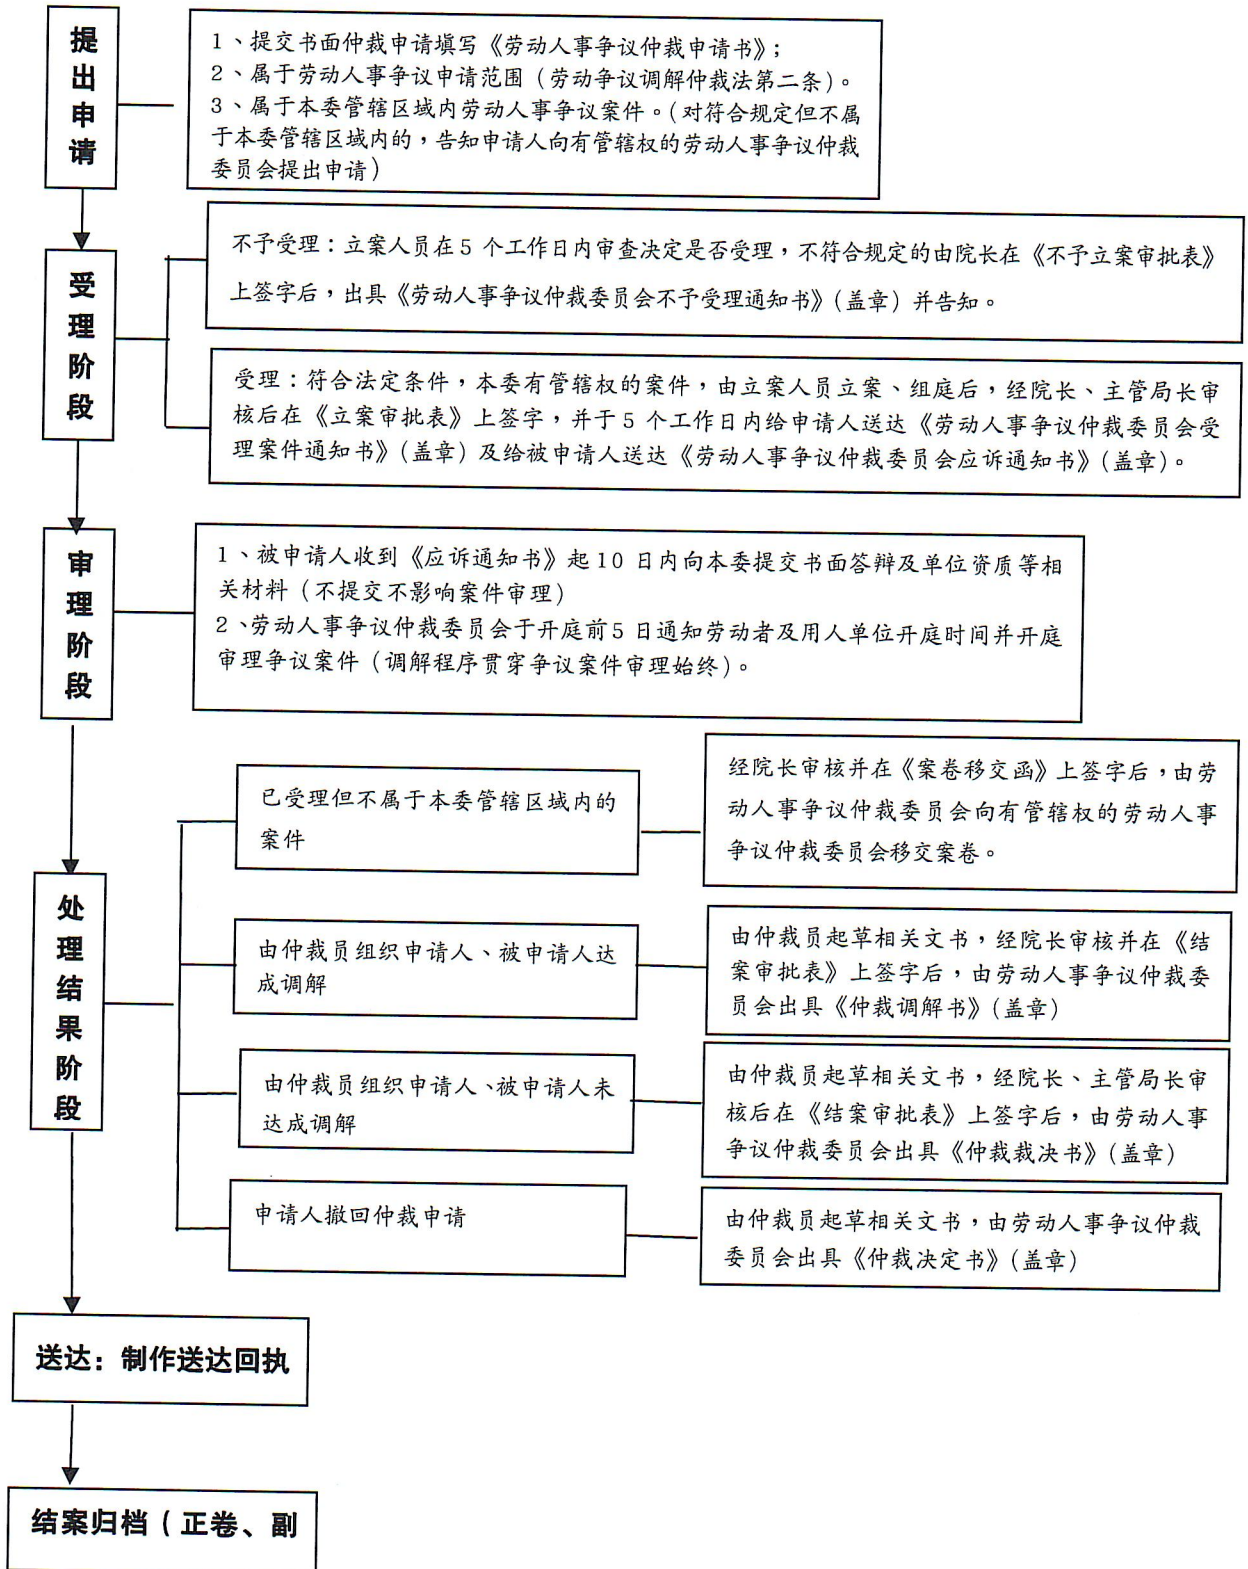 提出申请
1、提交书面仲裁申请填写《劳动人事争议仲裁申请书》；
2、属于劳动人事争议申请范围（劳动争议调解仲裁法第二条）。
3、属于本委管辖区域内劳动人事争议案件。（对符合规定但不属
于本委管辖区域内的，告知申请人向有管辖权的劳动人事争议仲裁
委员会提出申请）
受理阶段
不予受理：立案人员在5个工作日内审查决定是否受理，不符合规定的由院长在《不予立案审批表》
上签字后，出具《劳动人事争议仲裁委员会不予受理通知书》（盖章）并告知。
受理：符合法定条件，本委有管辖权的案件，由立案人员立案、组庭后，经院长、主管局长审
核后在《立案审批表》上签字，并于5个工作日内给申请人送达《劳动人事争议仲裁委员会受
理案件通知书》（盖章）及给被申请人送达《劳动人事争议仲裁委员会应诉通知书》（盖章）。
审理阶段
1、被申请人收到《应诉通知书》起10日内向本委提交书面答辩及单位资质等相
关材料（不提交不影响案件审理）
2、劳动人事争议仲裁委员会于开庭前5日通知劳动者及用人单位开庭时间并开庭
审理争议案件（调解程序贯穿争议案件审理始终）。
处理结果阶段
已受理但不属于本委管辖区域内的
案件
经院长审核并在《案卷移交函》上签字后，由劳
动人事争议仲裁委员会向有管辖权的劳动人事
争议仲裁委员会移交案卷。
由仲裁员组织申请人、被申请人达
成调解
由仲裁员起草相关文书，经院长审核并在《结
案审批表》上签字后，由劳动人事争议仲裁委
员会出具《仲裁调解书》（盖章）
由仲裁员组织申请人、被申请人未
达成调解
由仲裁员起草相关文书，经院长、主管局长审
核后在《结案审批表》上签字后，由劳动人事
争议仲裁委员会出具《仲裁裁决书》（盖章）
申请人撤回仲裁申请
由仲裁员起草相关文书，由劳动人事争议仲裁
委员会出具《仲裁决定书》（盖章）
送达：制作送达回执
结案归档（正卷、副